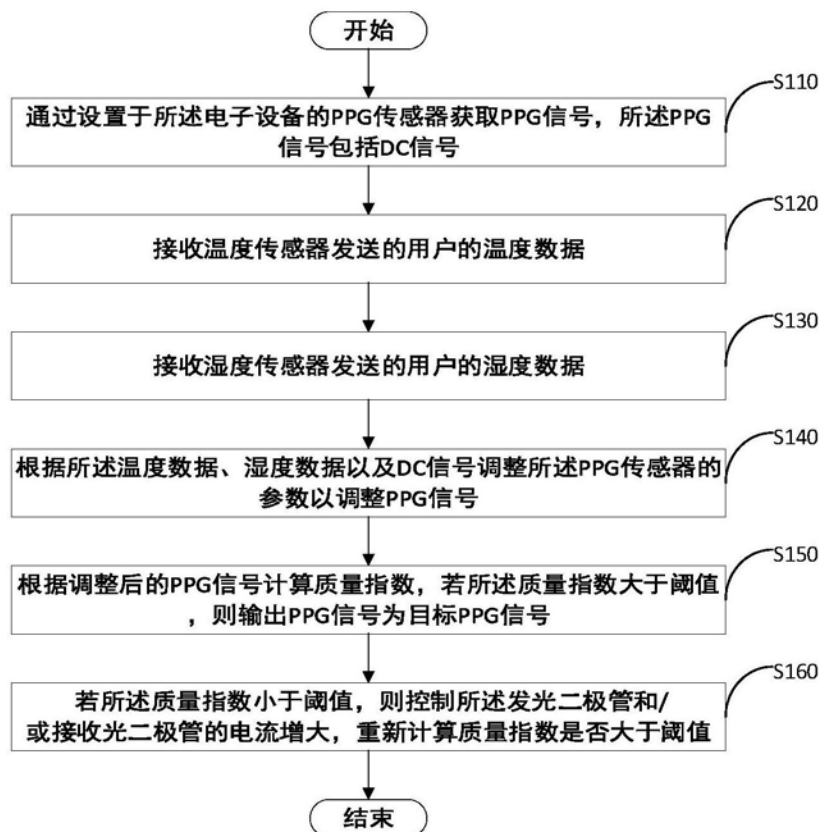 开始
S110
通过设置于所述电子设备的PPG传感器获取PPG信号，所述PPG
信号包括DC信号
S120
接收温度传感器发送的用户的温度数据
S130
接收湿度传感器发送的用户的湿度数据
S140
根据所述温度数据、湿度数据以及DC信号调整所述PPG传感器的
参数以调整PPG信号
S150
根据调整后的PPG信号计算质量指数，若所述质量指数大于阈值
，则输出PPG信号为目标PPG信号
S160
若所述质量指数小于阈值，则控制所述发光二极管和/
或接收光二极管的电流增大，重新计算质量指数是否大于阈值
结束